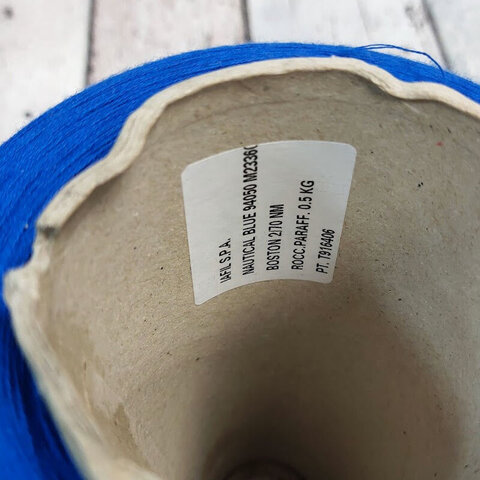 IAFIL S.P.A.
NAUTICAL BLUE 94050 M2336
BOSTON 2/70 NM
ROCC.PARAFF. 0.5 KG
PT. T916406